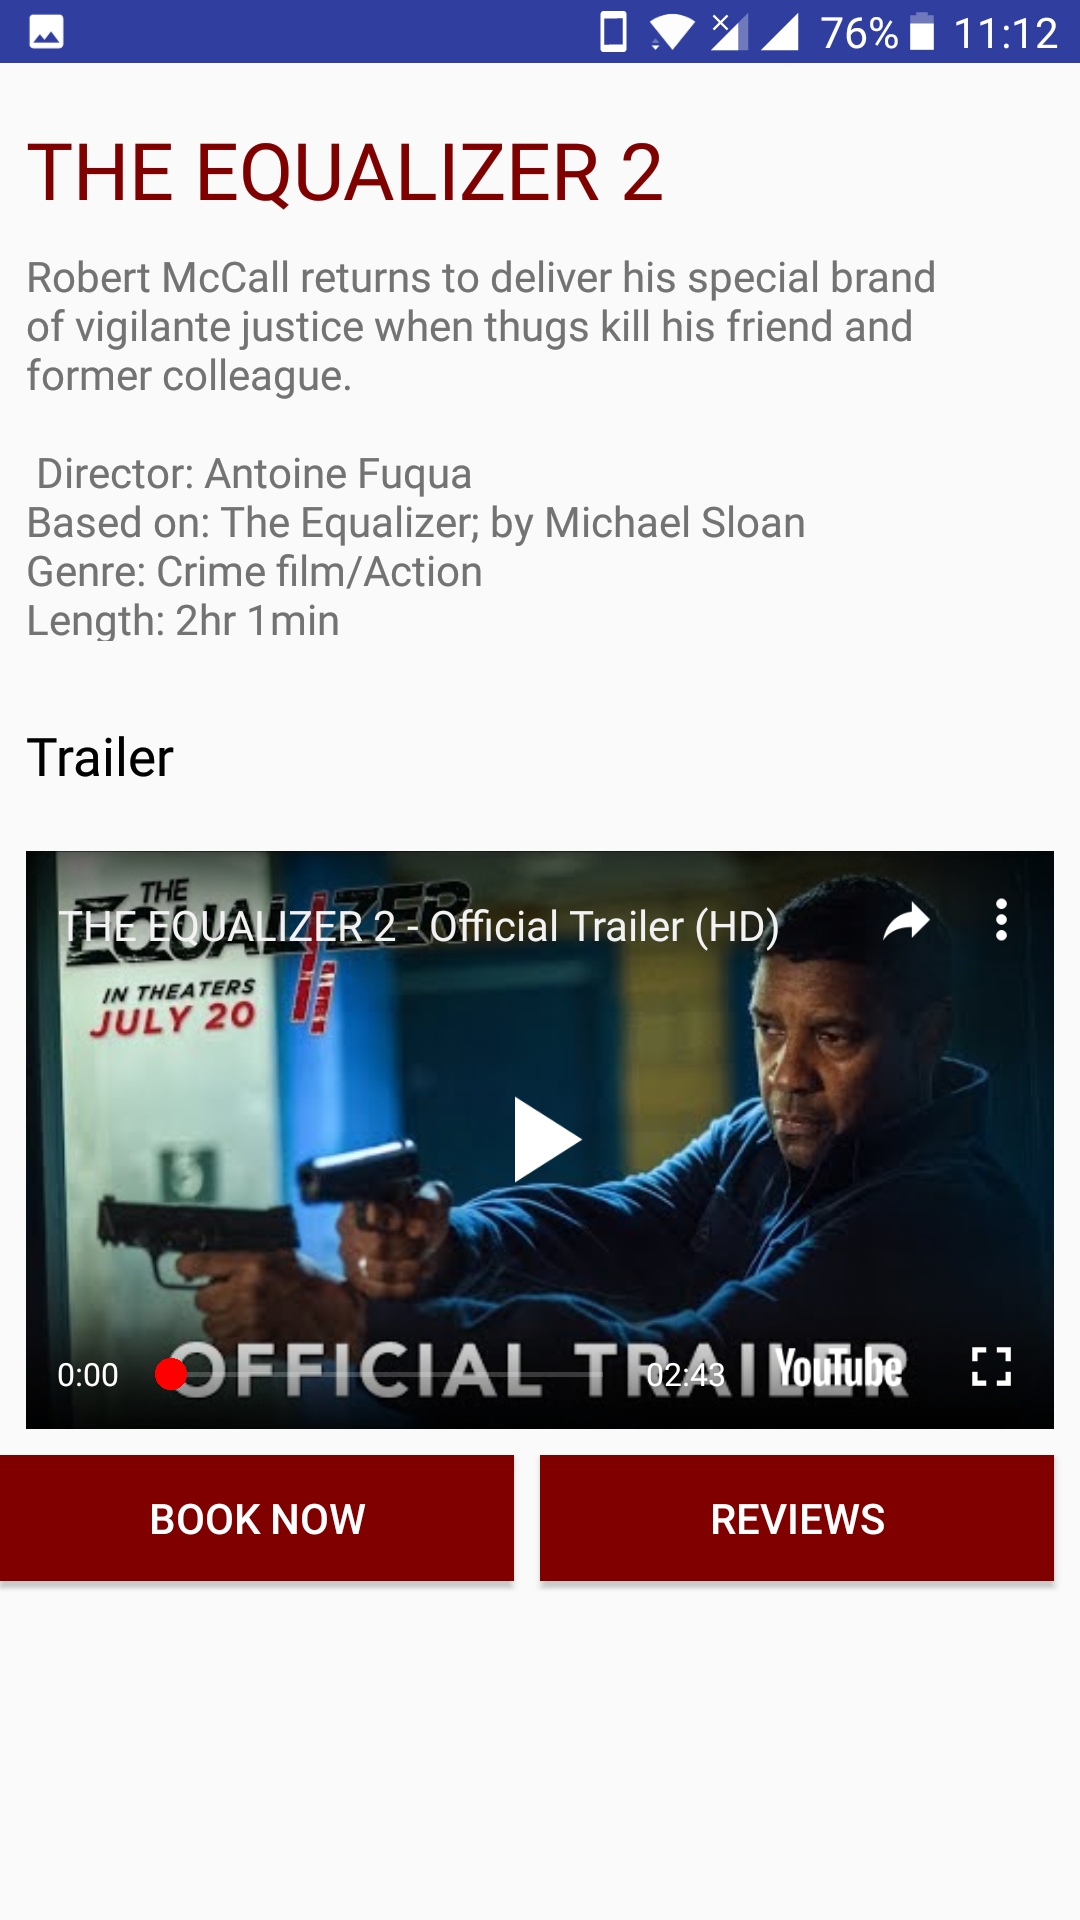 76% 11:12
THE EQUALIZER 2
Robert McCall returns to deliver his special brand
of vigilante justice when thugs kill his friend and
former colleague.
Director: Antoine Fuqua
Based on: The Equalizer; by Michael Sloan
Genre: Crime film/Action
Length: 2hr 1min
Trailer
THE
EQUALIZER
THE EQUALIZER 2 - Official Trailer (HD)
IN THEATERS
JULY 20
OFFICIAL TRAILER
0:00 02:43 YouTube
BOOK NOW REVIEWS